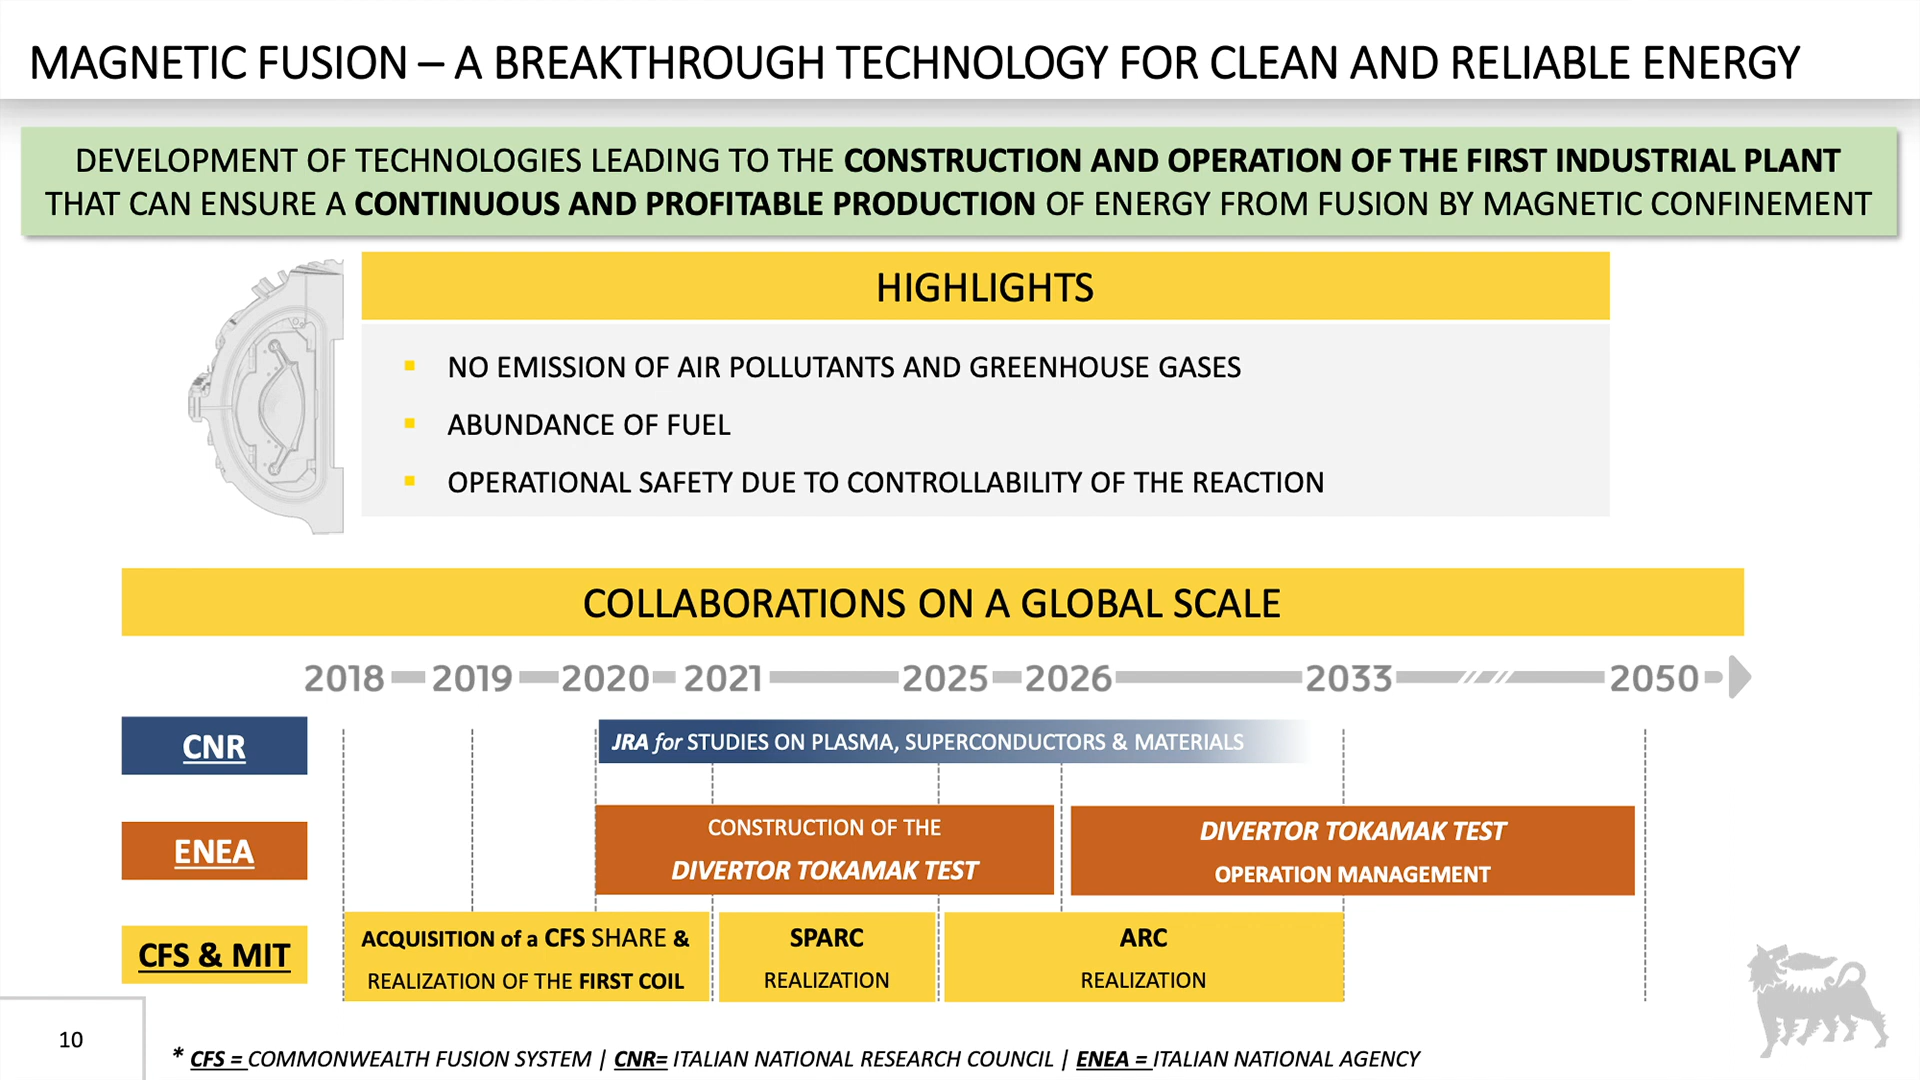 MAGNETIC FUSION – A BREAKTHROUGH TECHNOLOGY FOR CLEAN AND RELIABLE ENERGY
DEVELOPMENT OF TECHNOLOGIES LEADING TO THE CONSTRUCTION AND OPERATION OF THE FIRST INDUSTRIAL PLANT
THAT CAN ENSURE A CONTINUOUS AND PROFITABLE PRODUCTION OF ENERGY FROM FUSION BY MAGNETIC CONFINEMENT
HIGHLIGHTS
▪ NO EMISSION OF AIR POLLUTANTS AND GREENHOUSE GASES
▪ ABUNDANCE OF FUEL
▪ OPERATIONAL SAFETY DUE TO CONTROLLABILITY OF THE REACTION
COLLABORATIONS ON A GLOBAL SCALE
2018 2019 2020 2021 2025 2026 2033 2050
CNR
JRA for STUDIES ON PLASMA, SUPERCONDUCTORS & MATERIALS
ENEA
CONSTRUCTION OF THE
DIVERTOR TOKAMAK TEST
DIVERTOR TOKAMAK TEST
OPERATION MANAGEMENT
CFS & MIT
ACQUISITION of a CFS SHARE &
REALIZATION OF THE FIRST COIL
SPARC
REALIZATION
ARC
REALIZATION
10
* CFS = COMMONWEALTH FUSION SYSTEM | CNR= ITALIAN NATIONAL RESEARCH COUNCIL | ENEA = ITALIAN NATIONAL AGENCY